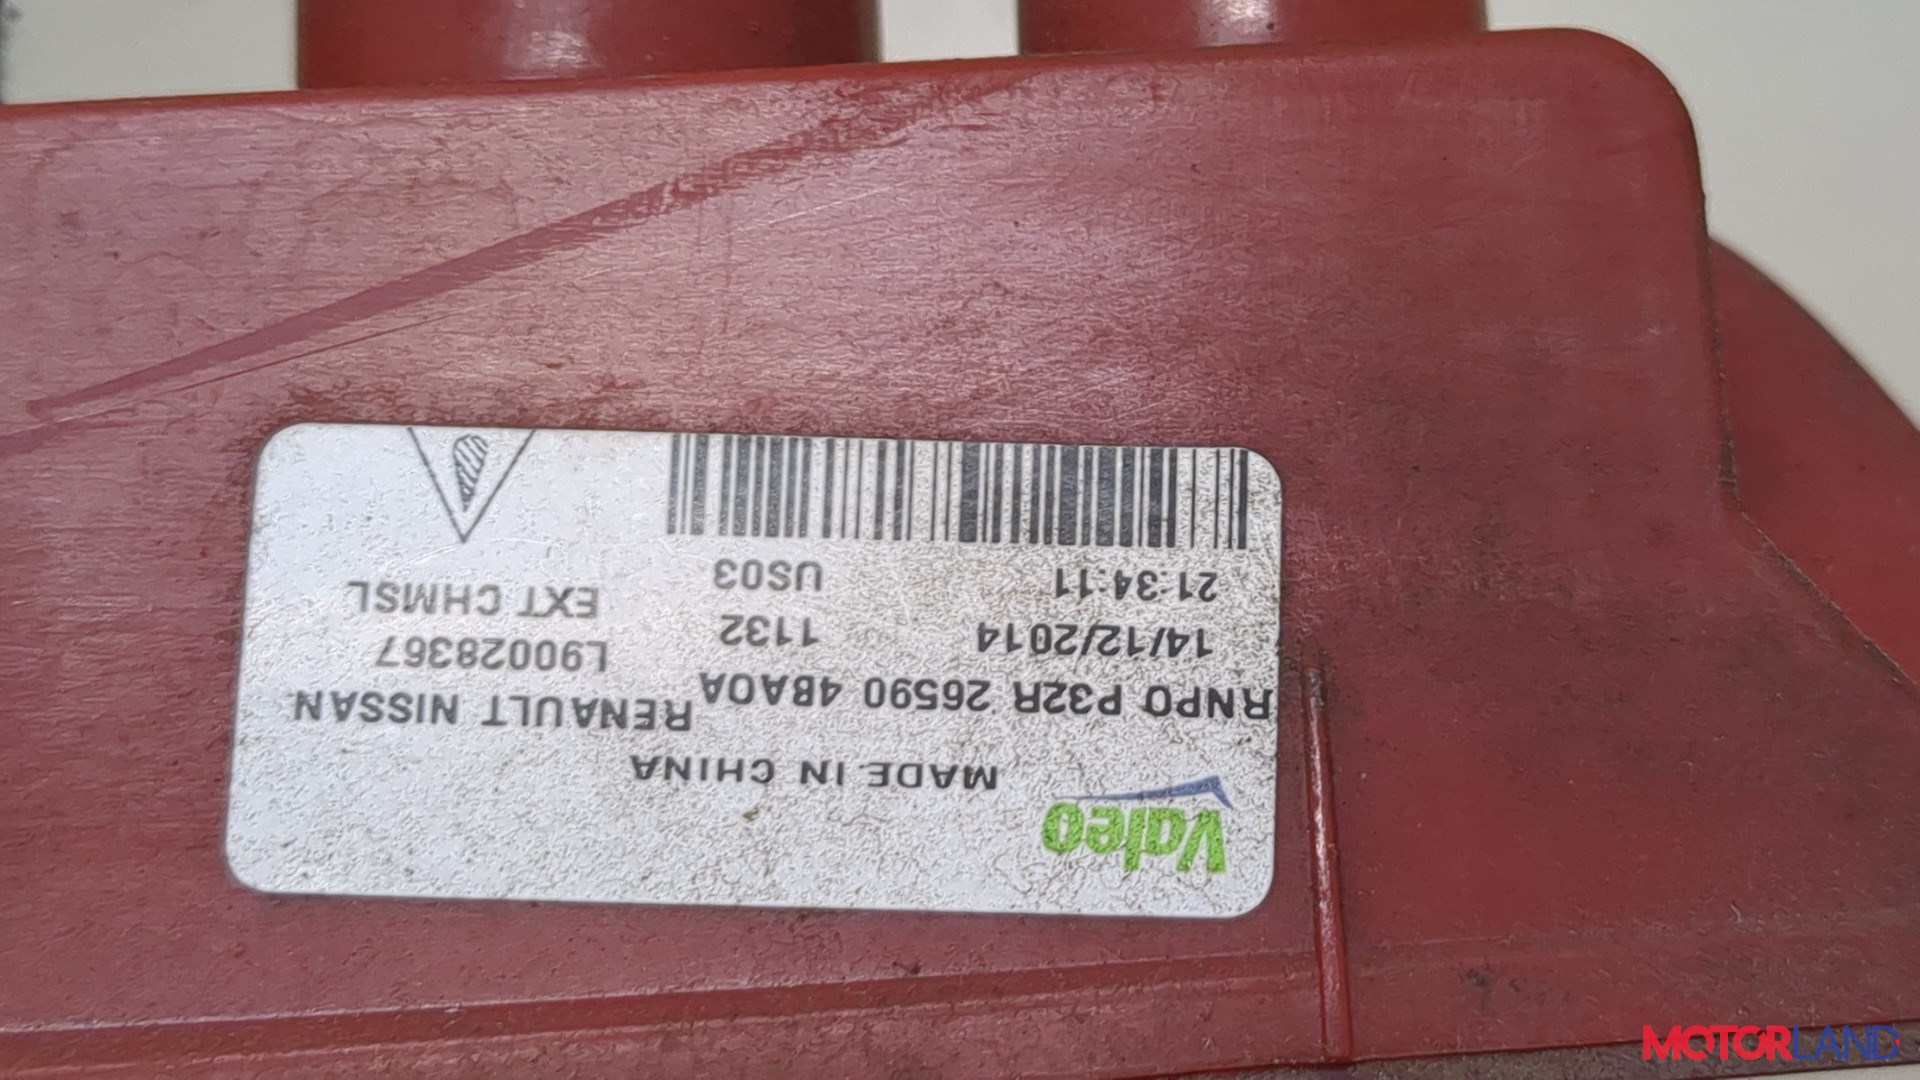 Valeo
MADE IN CHINA
RNPO P32R 26590 4BA0A RENAULT NISSAN
14/12/2014 1132 L90028367
21:34:11 US03 EXT CHMSL
MOTORLAND